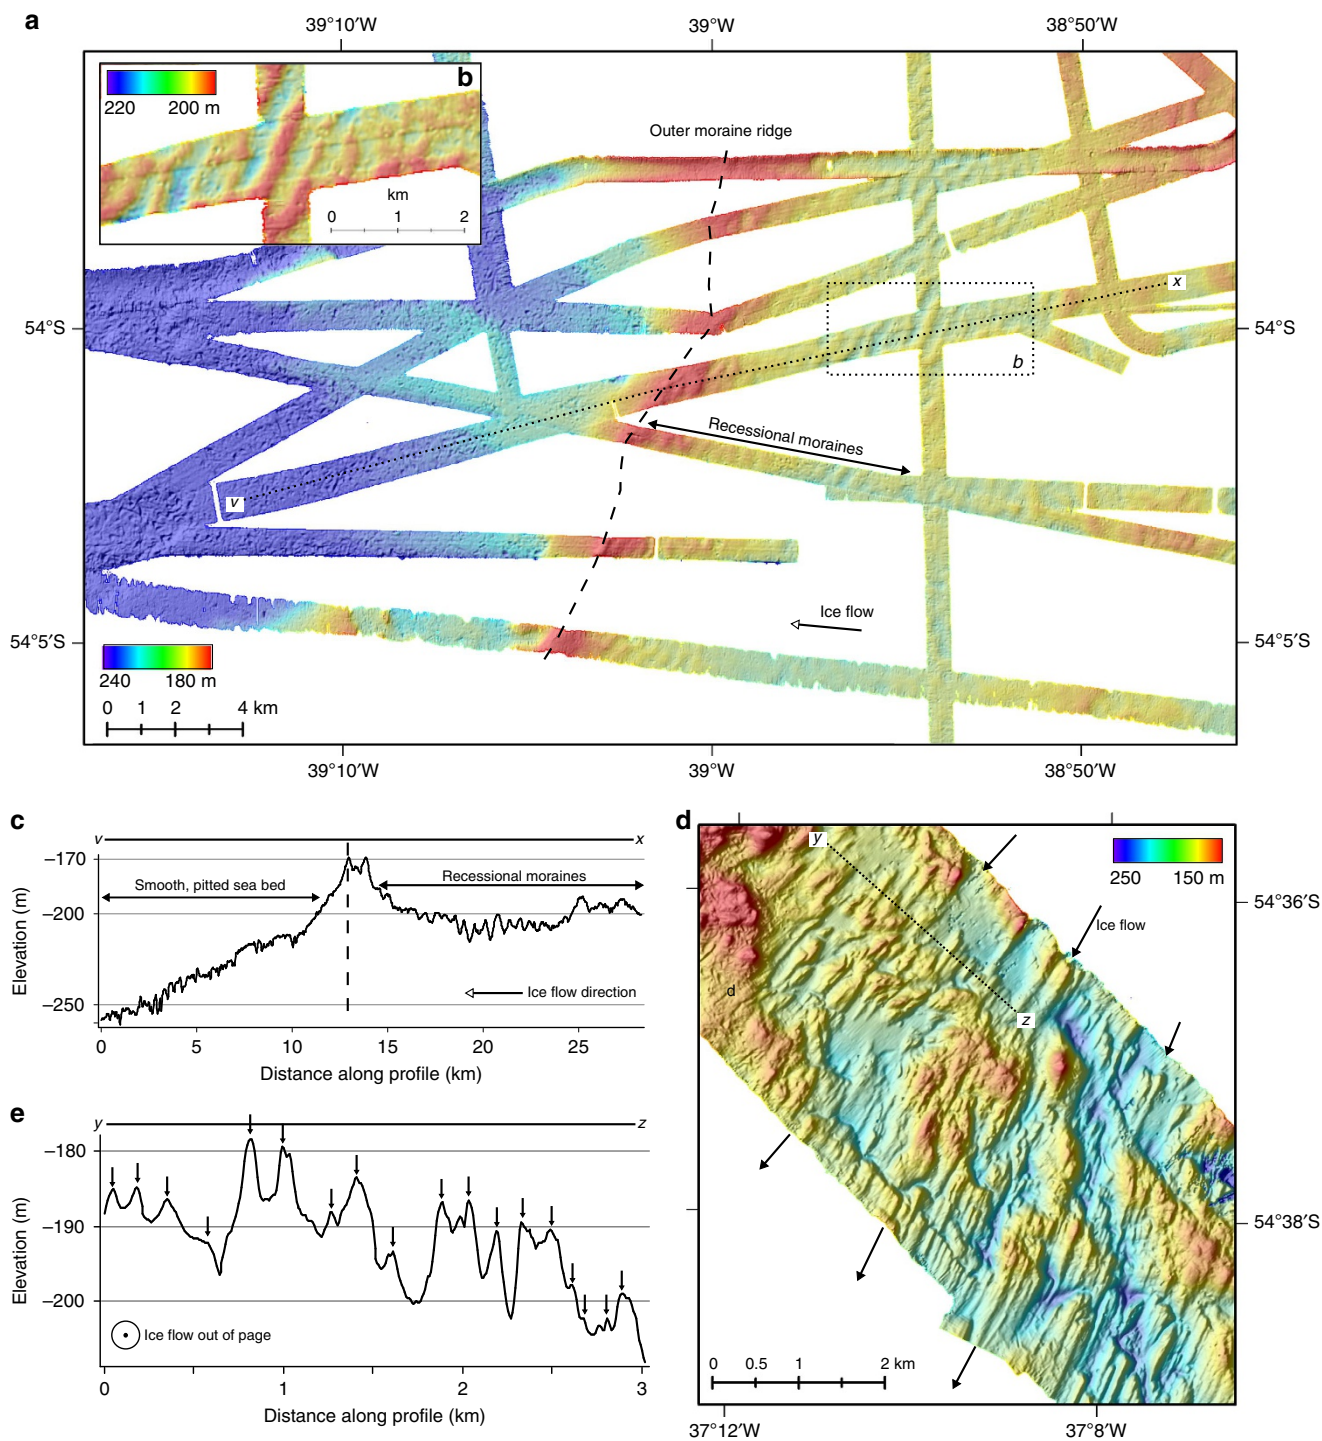 a
39°10′W
39°W
38°50′W
b
220
200 m
km
0
1
2
Outer moraine ridge
x
54°S
54°S
b
Recessional moraines
v
Ice flow
54°5′S
54°5′S
240
180 m
0
1
2
4 km
39°10′W
39°W
38°50′W
c
v
x
−170
−200
−250
Elevation (m)
Smooth, pitted sea bed
Recessional moraines
Ice flow direction
0
5
10
15
20
25
Distance along profile (km)
d
y
250
150 m
54°36′S
Ice flow
d
z
54°38′S
0
0.5
1
2 km
37°12′W
37°8′W
e
y
z
−180
−190
−200
Elevation (m)
Ice flow out of page
0
1
2
3
Distance along profile (km)